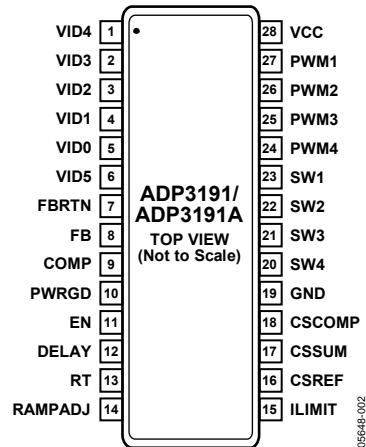 VID4 1 28 VCC
VID3 2 27 PWM1
VID2 3 26 PWM2
VID1 4 25 PWM3
VID0 5 24 PWM4
VID5 6 23 SW1
FBRTN 7 22 SW2
FB 8 21 SW3
COMP 9 20 SW4
PWRGD 10 19 GND
EN 11 18 CSCOMP
DELAY 12 17 CSSUM
RT 13 16 CSREF
RAMPADJ 14 15 ILIMIT
ADP3191/
ADP3191A
TOP VIEW
(Not to Scale)
05648-002